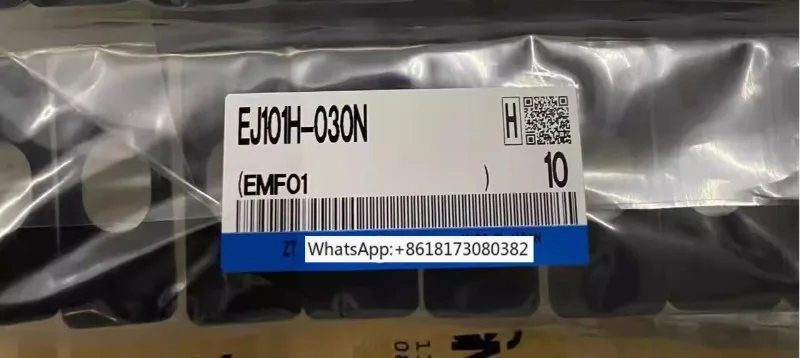 EJ101H-030N
H
(EMF01 )
10
ZT
WhatsApp:+8618173080382